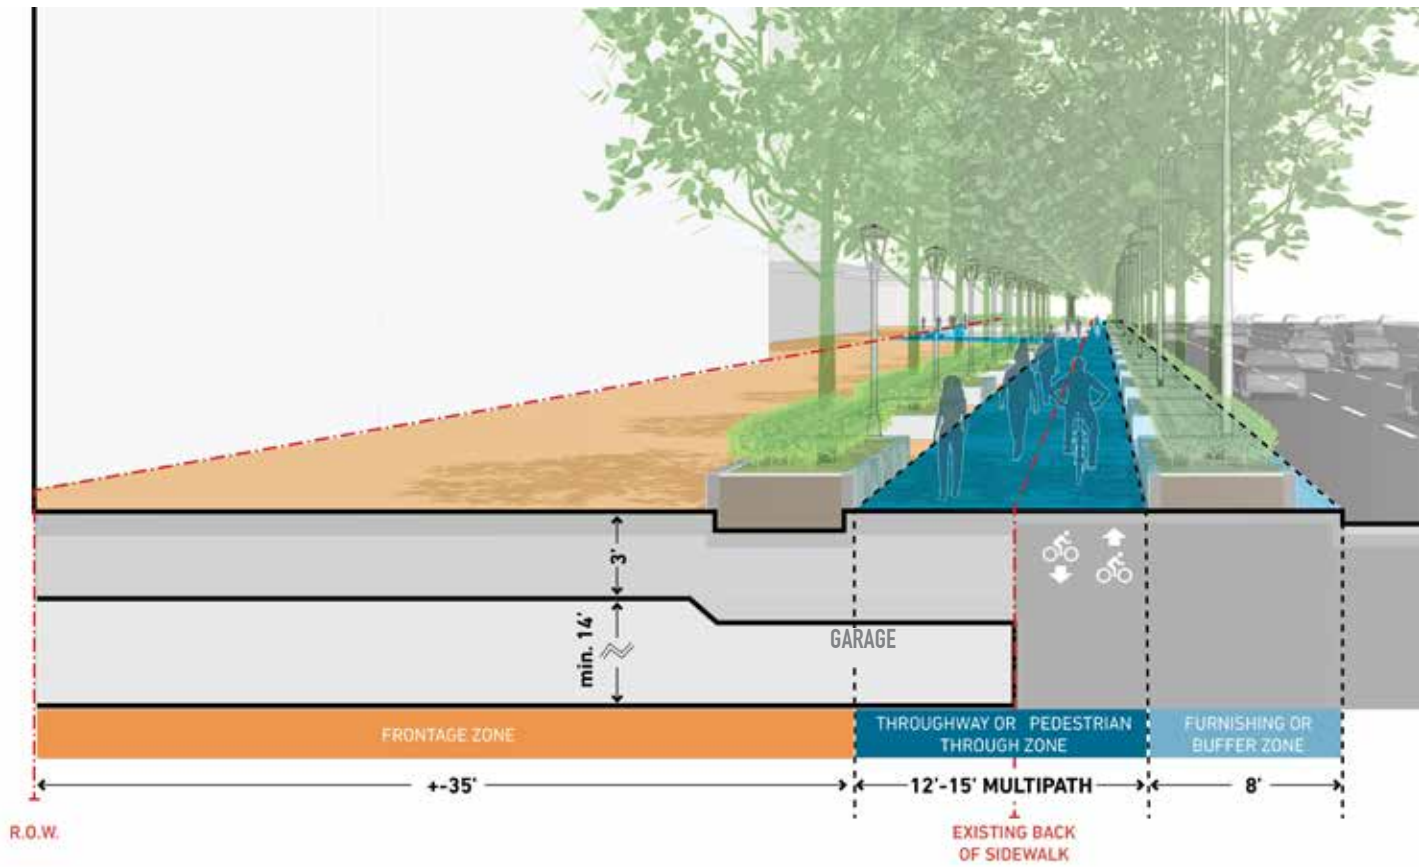 3'
min. 14'
GARAGE
FRONTAGE ZONE
THROUGHWAY OR PEDESTRIAN
THROUGH ZONE
FURNISHING OR
BUFFER ZONE
+-35'
12'-15' MULTIPATH
8'
R.O.W.
EXISTING BACK
OF SIDEWALK